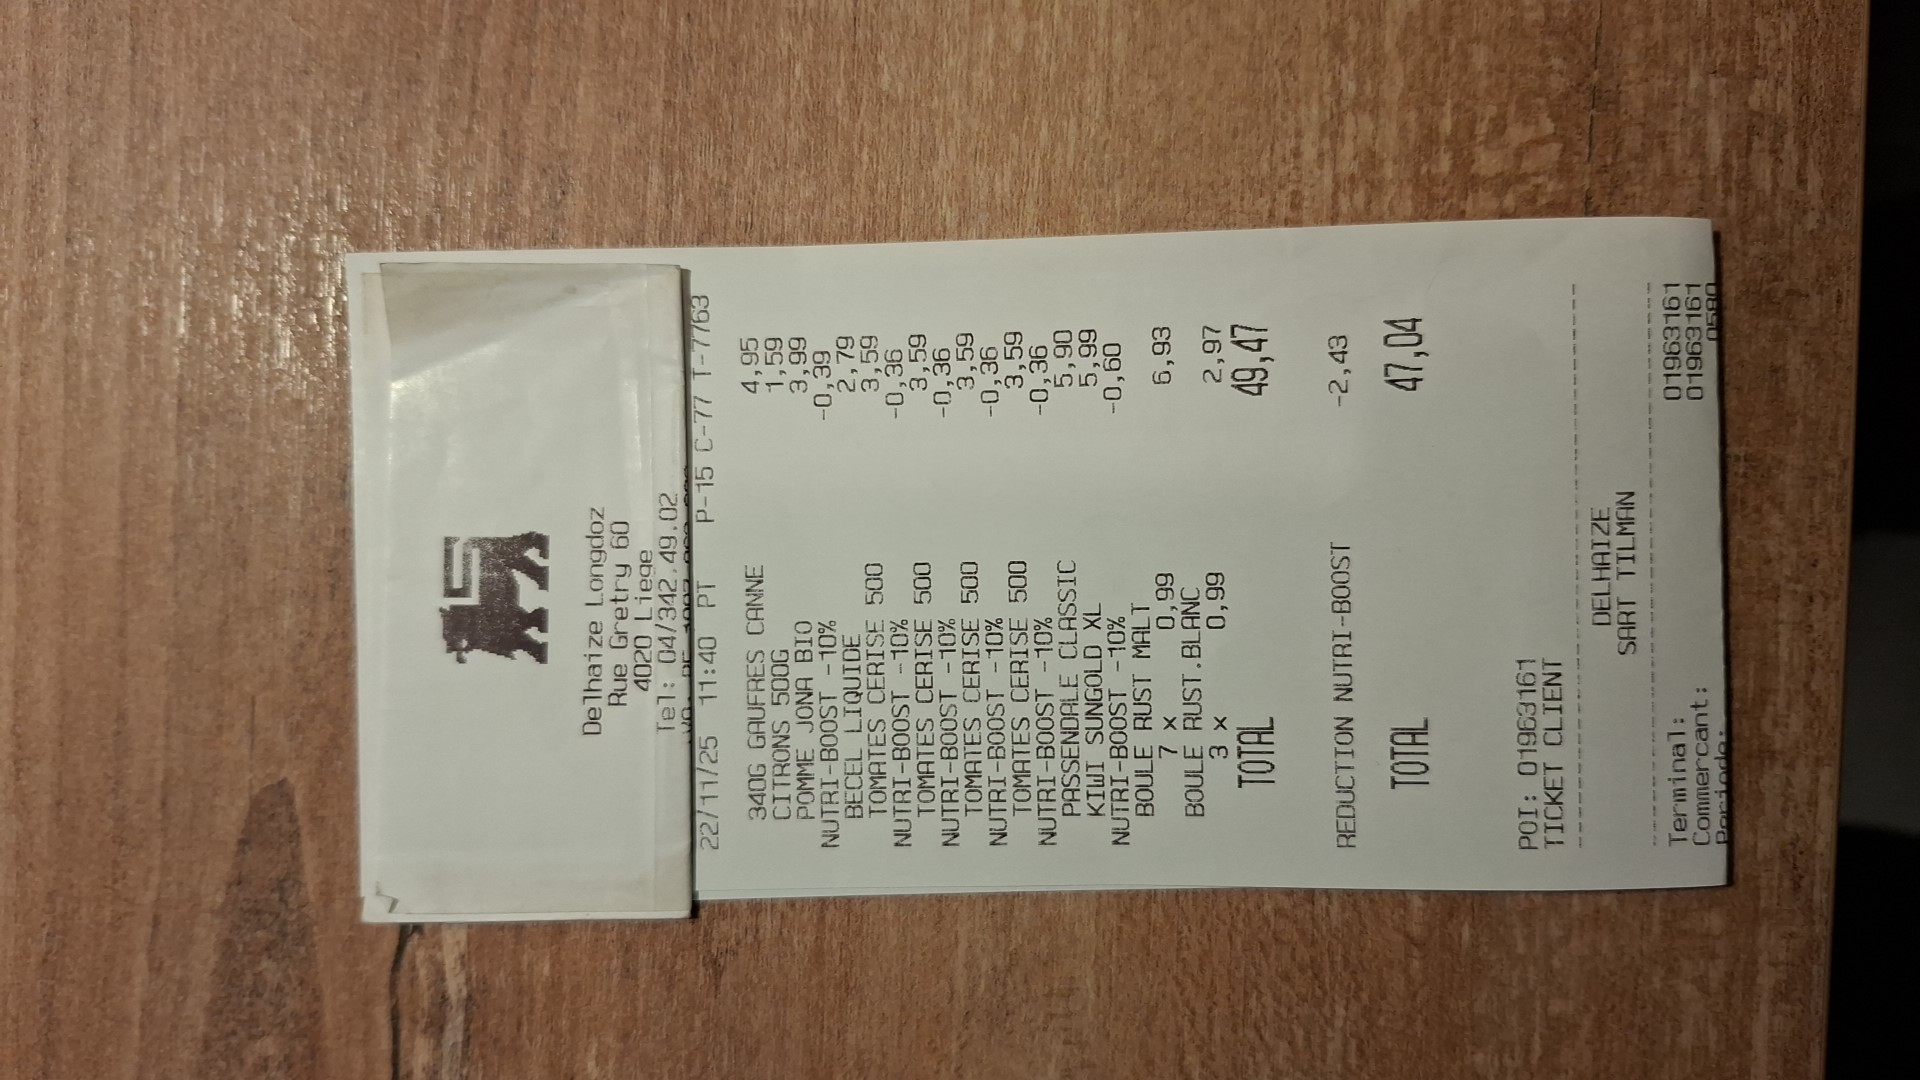 Delhaize Longdoz
Rue Gretry 60
4020 Liege
Tel: 04/342.49.02
22/11/25 11:40 PT P-15 C-77 T-7763
340G GAUFRES CANNE 4,95
CITRONS 500G 1,59
POMME JONA BIO 3,99
NUTRI-BOOST -10% -0,39
BECEL LIQUIDE 2,79
TOMATES CERISE 500 3,59
NUTRI-BOOST -10% -0,36
TOMATES CERISE 500 3,59
NUTRI-BOOST -10% -0,36
TOMATES CERISE 500 3,59
NUTRI-BOOST -10% -0,36
TOMATES CERISE 500 3,59
NUTRI-BOOST -10% -0,36
PASSENDALE CLASSIC 5,90
KIWI SUNGOLD XL 5,99
NUTRI-BOOST -10% -0,60
BOULE RUST MALT
7 x 0,99 6,93
BOULE RUST.BLANC
3 x 0,99 2,97
TOTAL 49,47
REDUCTION NUTRI-BOOST -2,43
TOTAL 47,04
POI: 01963161
TICKET CLIENT
DELHAIZE
SART TILMAN
Terminal: 01963161
Commercant: 01963161
Periode: 0580